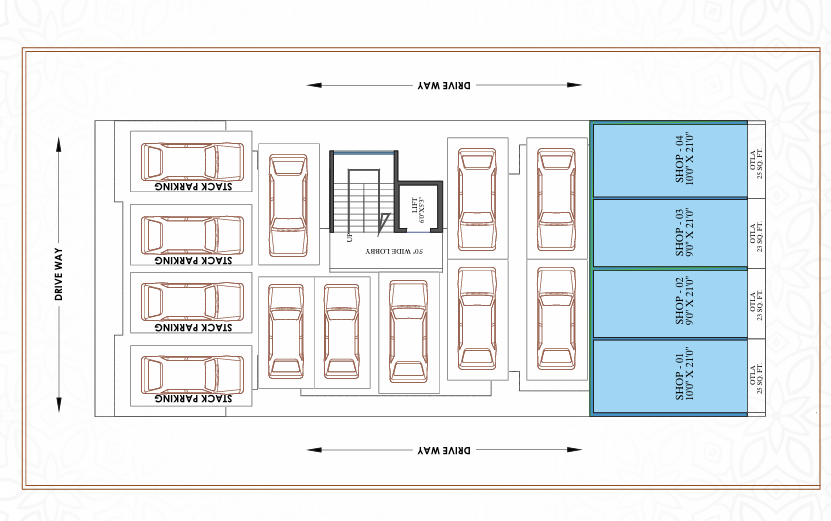 DRIVE WAY
DRIVE WAY
STACK PARKING
STACK PARKING
STACK PARKING
STACK PARKING
UP
LIFT
6'0"X5'3"
5'0" WIDE LOBBY
SHOP - 04
10'0" X 21'0"
OTLA
25 SQ. FT.
SHOP - 03
9'0" X 21'0"
OTLA
23 SQ. FT.
SHOP - 02
9'0" X 21'0"
OTLA
23 SQ. FT.
SHOP - 01
10'0" X 21'0"
OTLA
25 SQ. FT.
DRIVE WAY